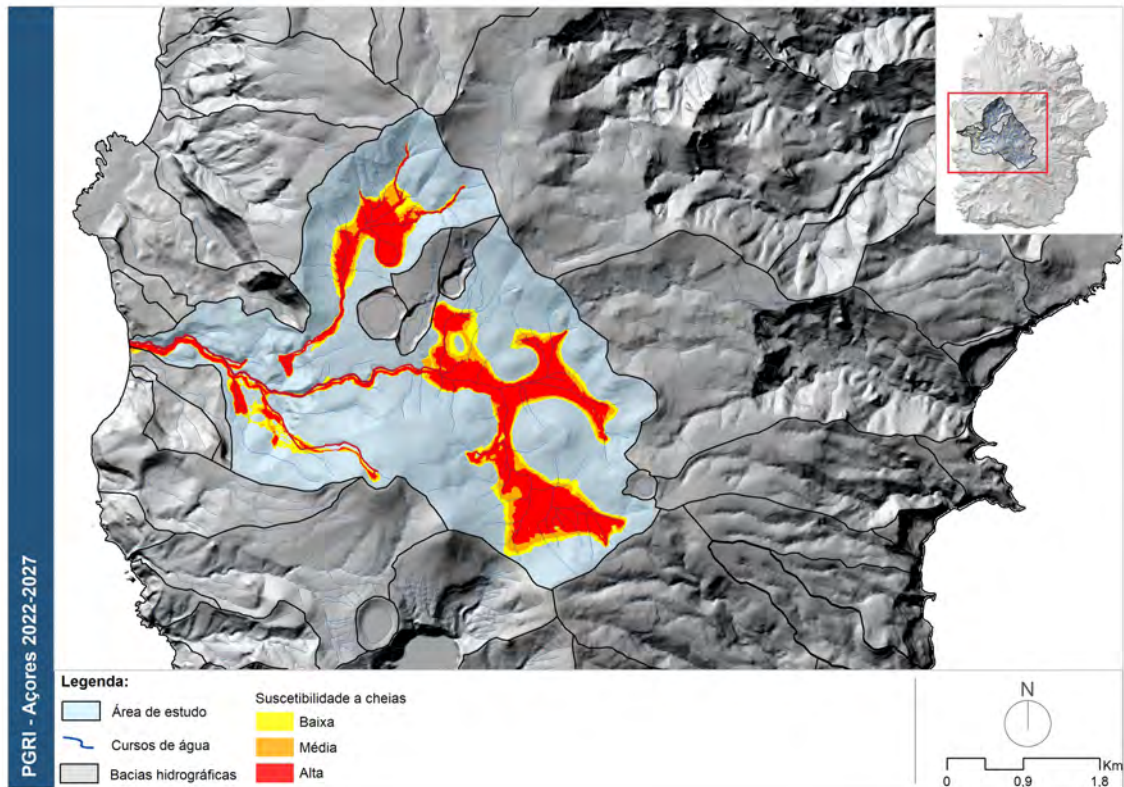 PGRI - Açores 2022-2027
Legenda:
Área de estudo
Cursos de água
Bacias hidrográficas
Suscetibilidade a cheias
Baixa
Média
Alta
N
Km
0 0,9 1,8